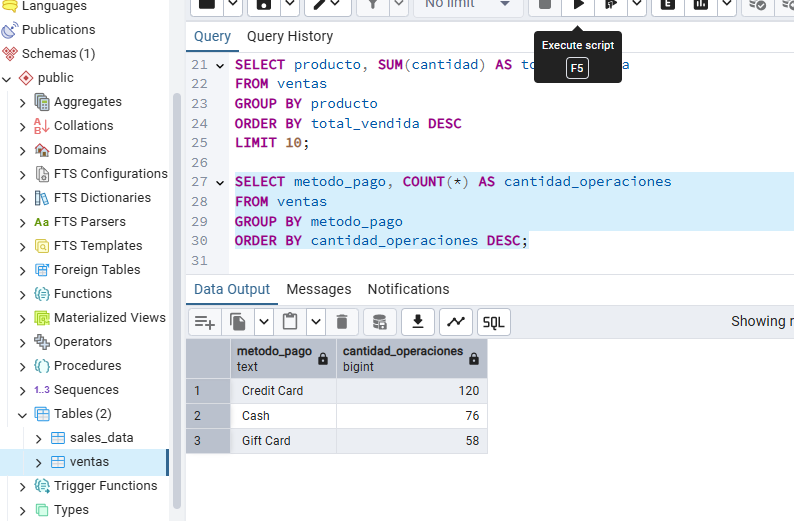 Languages
Publications
Schemas (1)
public
Aggregates
Collations
Domains
FTS Configurations
FTS Dictionaries
Aa FTS Parsers
FTS Templates
Foreign Tables
Functions
Materialized Views
Operators
Procedures
1..3 Sequences
Tables (2)
sales_data
ventas
Trigger Functions
Types
No limit
Query Query History
Execute script
F5
21 SELECT producto, SUM(cantidad) AS
22 FROM ventas
23 GROUP BY producto
24 ORDER BY total_vendida DESC
25 LIMIT 10;
26
27 SELECT metodo_pago, COUNT(*) AS cantidad_operaciones
28 FROM ventas
29 GROUP BY metodo_pago
30 ORDER BY cantidad_operaciones DESC;
31
Data Output Messages Notifications
SQL
Showing
metodo_pago cantidad_operaciones
text bigint
1 Credit Card 120
2 Cash 76
3 Gift Card 58